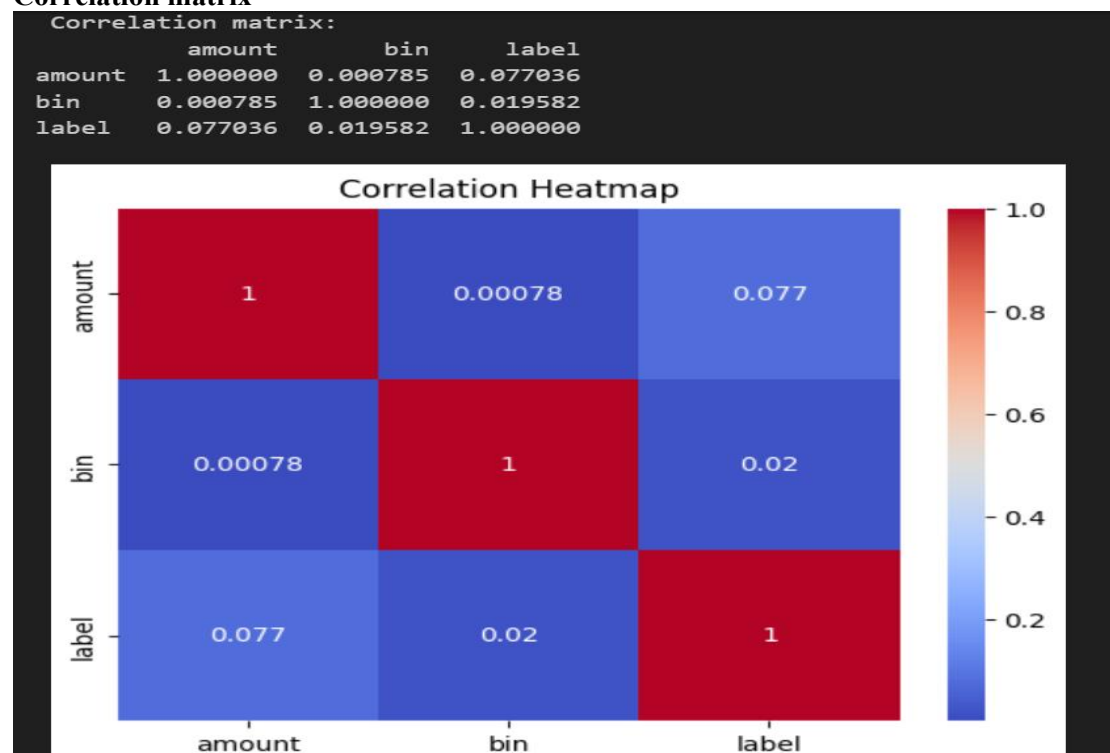 Correlation matrix
Correlation matrix:
amount bin label
amount 1.000000 0.000785 0.077036
bin 0.000785 1.000000 0.019582
label 0.077036 0.019582 1.000000
Correlation Heatmap
amount 1 0.00078 0.077
bin 0.00078 1 0.02
label 0.077 0.02 1
amount bin label
1.0
0.8
0.6
0.4
0.2